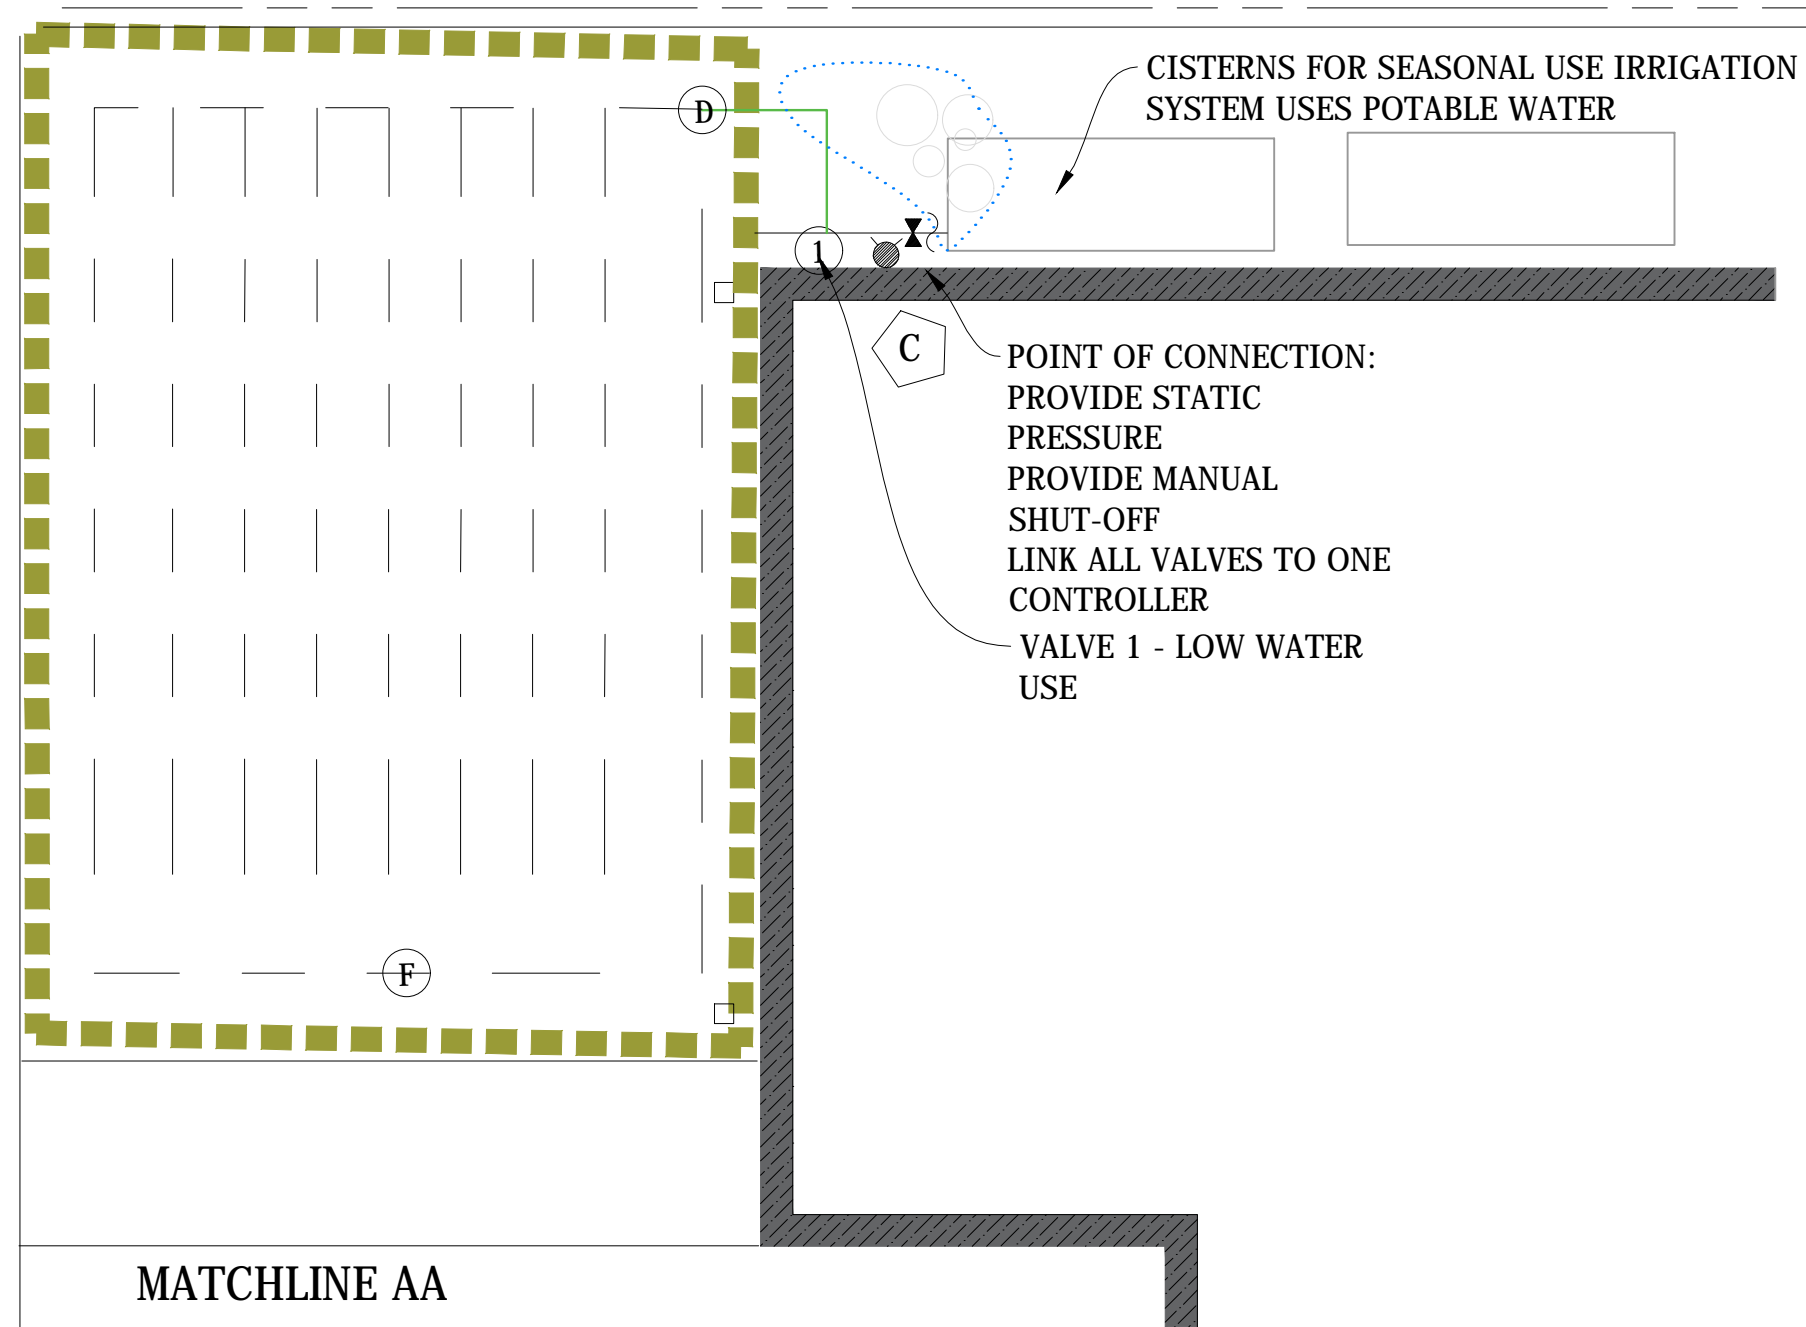 CISTERNS FOR SEASONAL USE IRRIGATION
SYSTEM USES POTABLE WATER
D
1
C
POINT OF CONNECTION:
PROVIDE STATIC
PRESSURE
PROVIDE MANUAL
SHUT-OFF
LINK ALL VALVES TO ONE
CONTROLLER
VALVE 1 - LOW WATER
USE
F
MATCHLINE AA